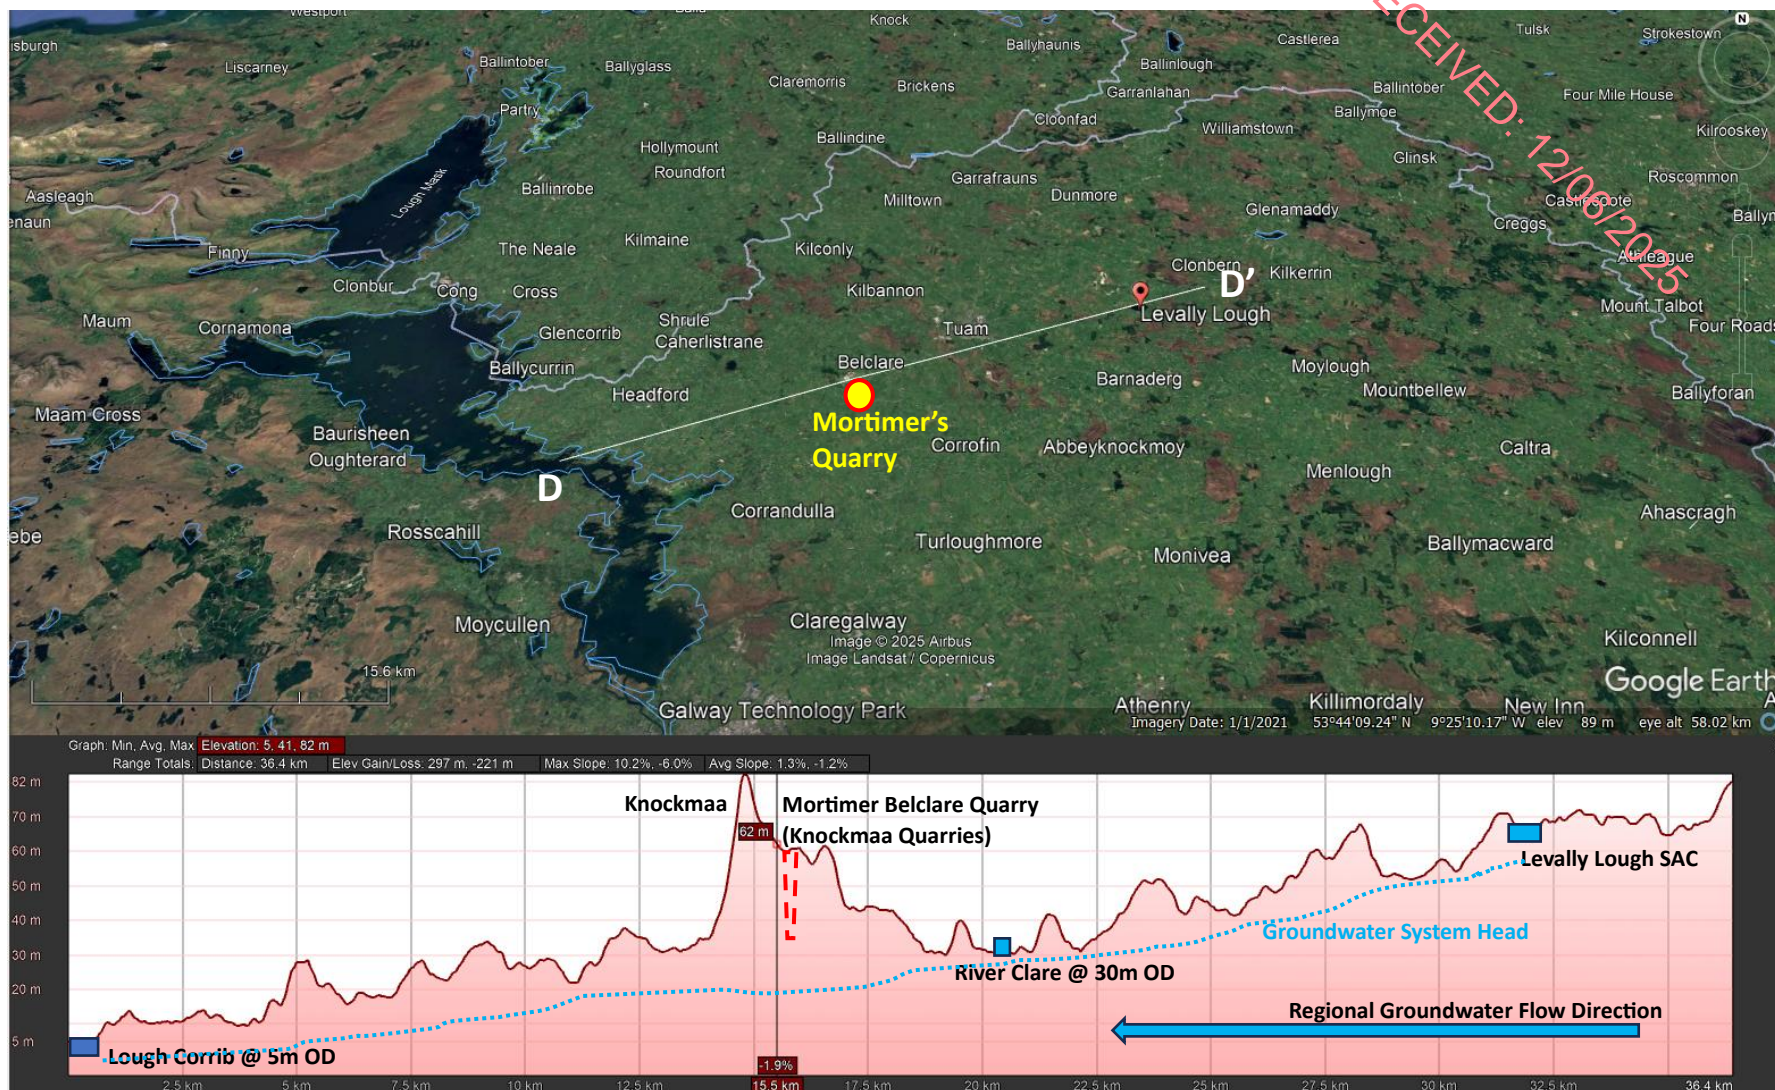 Westport
Balla
Knock
Tulsk
Strokestown
N
isburgh
Liscarney
Ballintober
Ballyglass
Claremorris
Brickens
Ballyhaunis
Ballinlough
Castlerea
Garranlahan
Ballintober
Four Mile House
Partry
Ballindine
Cloonfad
Williamstown
Ballymoe
Kilrooskey
Hollymount
Roundfort
Glinsk
Roscommon
Aasleagh
Lough Mask
Ballinrobe
Milltown
Garrafrauns
Dunmore
Glenamaddy
Castlecoote
Creggs
Ballyn
enaun
Finny
The Neale
Kilmaine
Kilconly
Athleague
ECEIVED: 12/06/2025
Clonbur
Cong
Cross
Kilbannon
Clonbern
Kilkerrin
D'
Levally Lough
Mount Talbot
Four Roads
Maum
Cornamona
Glencorrib
Shrule
Caherlistrane
Tuam
Ballycurrin
Headford
Belclare
Barnaderg
Moylough
Mountbellew
Ballyforan
Maam Cross
Baurisheen
Oughterard
Mortimer's
Quarry
Corrofin
Abbeyknockmoy
Caltra
Menlough
D
Corrandulla
Ahascragh
ebe
Rosscahill
Turloughmore
Monivea
Ballymacward
Moycullen
Claregalway
Kilconnell
Image © 2025 Airbus
Image Landsat / Copernicus
15.6 km
Google Earth
Galway Technology Park
Athenry
Killimordaly
New Inn
A
Imagery Date: 1/1/2021 53°44'09.24" N 9°25'10.17" W elev 89 m eye alt 58.02 km
Graph: Min, Avg, Max Elevation: 5, 41, 82 m
Range Totals: Distance: 36.4 km Elev Gain/Loss: 297 m, -221 m Max Slope: 10.2%, -6.0% Avg Slope: 1.3%, -1.2%
82 m
70 m
60 m
50 m
40 m
30 m
20 m
5 m
Knockmaa
62 m
Mortimer Belclare Quarry
(Knockmaa Quarries)
Levally Lough SAC
Groundwater System Head
River Clare @ 30m OD
Regional Groundwater Flow Direction
Lough Corrib @ 5m OD
-1.9%
2.5 km 5 km 7.5 km 10 km 12.5 km 15.5 km 17.5 km 20 km 22.5 km 25 km 27.5 km 30 km 32.5 km 36.4 km